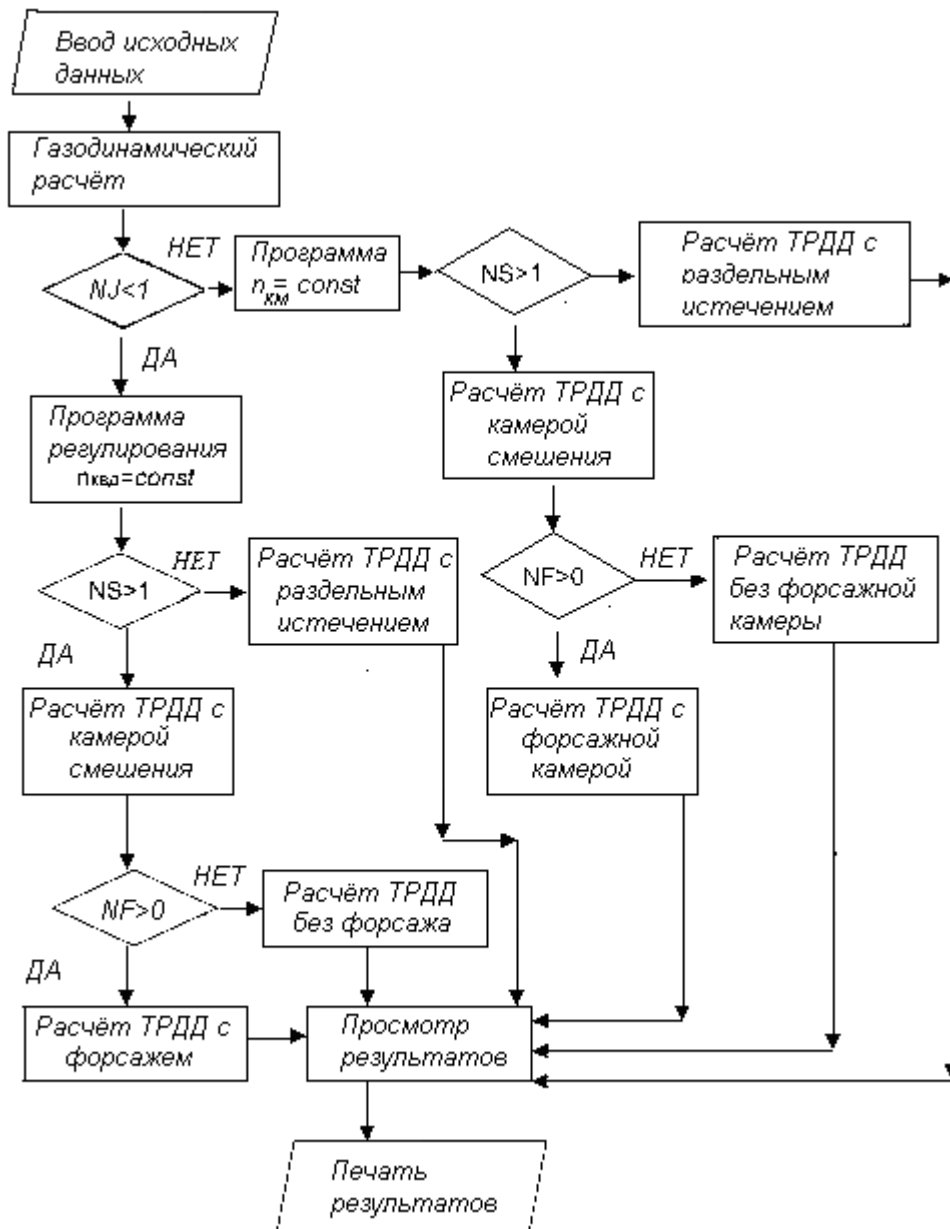 Ввод исходных
данных
Газодинамический
расчёт
NJ<1
НЕТ
Программа
n км = const
NS>1
Расчёт ТРДД с
раздельным
истечением
ДА
Программа
регулирования
nквд=const
Расчёт ТРДД с
камерой
смешения
NS>1
НЕТ
Расчёт ТРДД с
раздельным
истечением
NF>0
НЕТ
Расчёт ТРДД
без форсажной
камеры
ДА
ДА
Расчёт ТРДД с
камерой
смешения
Расчёт ТРДД с
форсажной
камерой
NF>0
НЕТ
Расчёт ТРДД
без форсажа
ДА
Расчёт ТРДД с
форсажем
Просмотр
результатов
Печать
результатов